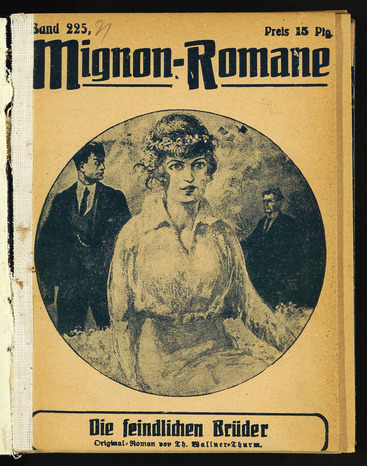 Band 225,
Preis 15 Pfg.
Mignon-Romane
Die feindlichen Brüder
Original-Roman von Th. Wallner-Thurm.